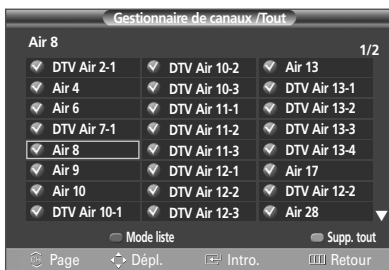 Gestionnaire de canaux /Tout
Air 8
1/2
DTV Air 2-1 DTV Air 10-2 Air 13
Air 4 DTV Air 10-3 DTV Air 13-1
Air 6 DTV Air 11-1 DTV Air 13-2
DTV Air 7-1 DTV Air 11-2 DTV Air 13-3
Air 8 DTV Air 11-3 DTV Air 13-4
Air 9 DTV Air 12-1 Air 17
Air 10 DTV Air 12-2 DTV Air 12-2
DTV Air 10-1 DTV Air 12-3 Air 28
Mode liste Supp. tout
Page Dépl. Intro. Retour